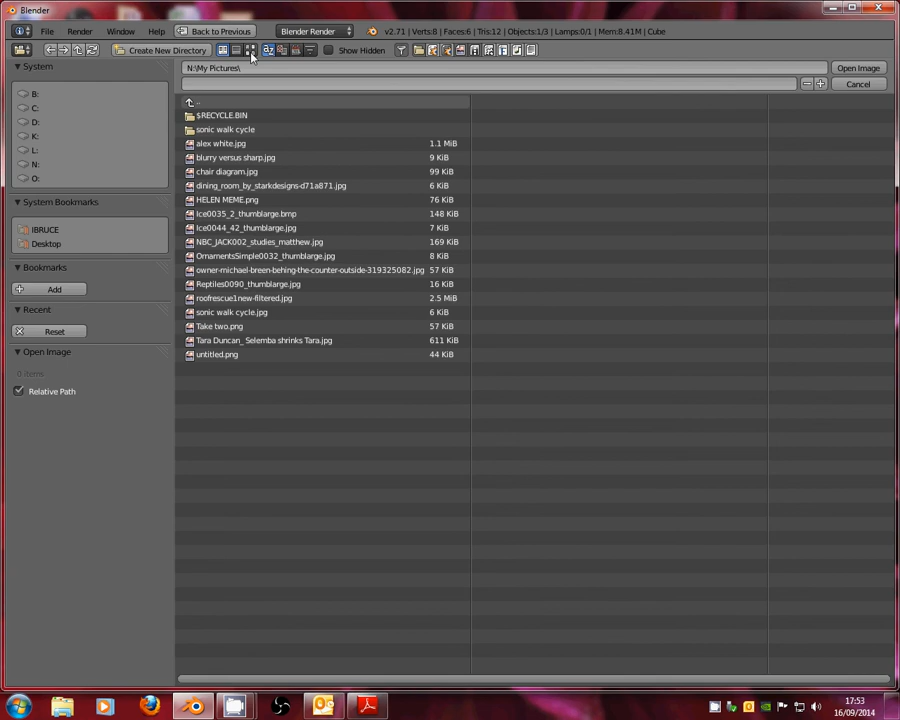 Blender
File Render Window Help Back to Previous Blender Render v2.71 | Verts:8 | Faces:6 | Tris:12 | Objects:1/3 | Lamps:0/1 | Mem:8.41M | Cube
Create New Directory Show Hidden
System N:\My Pictures\ Open Image
Cancel
..
B: $RECYCLE.BIN
C: sonic walk cycle
D: alex white.jpg 1.1 MiB
K: blurry versus sharp.jpg 9 KiB
L: chair diagram.jpg 99 KiB
N: dining_room_by_starkdesigns-d71a871.jpg 6 KiB
O: HELEN MEME.png 76 KiB
System Bookmarks Ice0035_2_thumblarge.bmp 148 KiB
IBRUCE Ice0044_42_thumblarge.jpg 7 KiB
Desktop NBC_JACK002_studies_matthew.jpg 169 KiB
OrnamentsSimple0032_thumblarge.jpg 8 KiB
Bookmarks owner-michael-breen-behing-the-counter-outside-319325082.jpg 57 KiB
Add Reptiles0090_thumblarge.jpg 16 KiB
roofrescue1new-filtered.jpg 2.5 MiB
Recent sonic walk cycle.jpg 6 KiB
Reset Take two.png 57 KiB
Tara Duncan_ Selemba shrinks Tara.jpg 611 KiB
Open Image untitled.png 44 KiB
0 items
Relative Path
17:53
16/09/2014